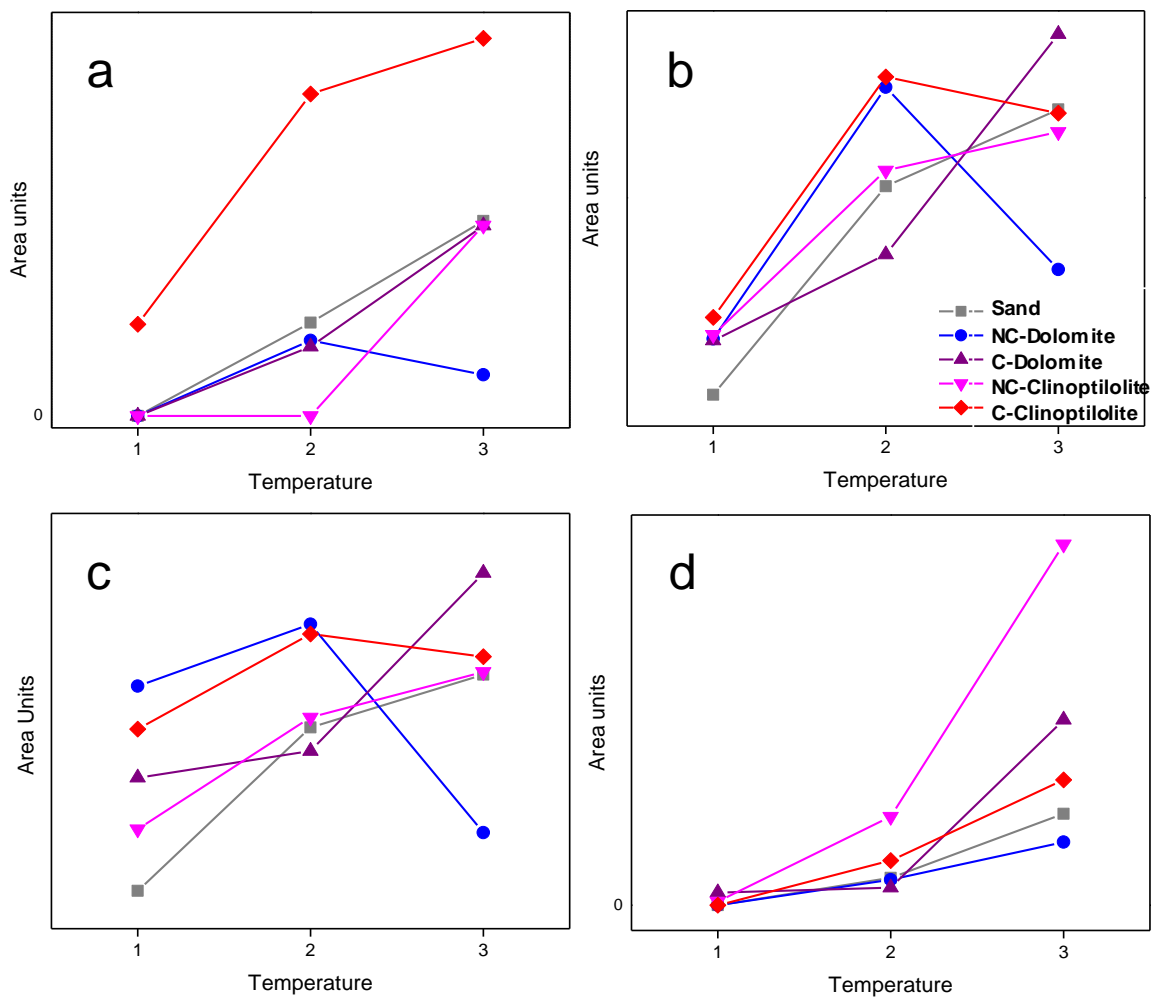 a
Area units
0
1 2 3
Temperature
b
Area units
Sand
NC-Dolomite
C-Dolomite
NC-Clinoptilolite
C-Clinoptilolite
1 2 3
Temperature
c
Area Units
1 2 3
Temperature
d
Area units
0
1 2 3
Temperature